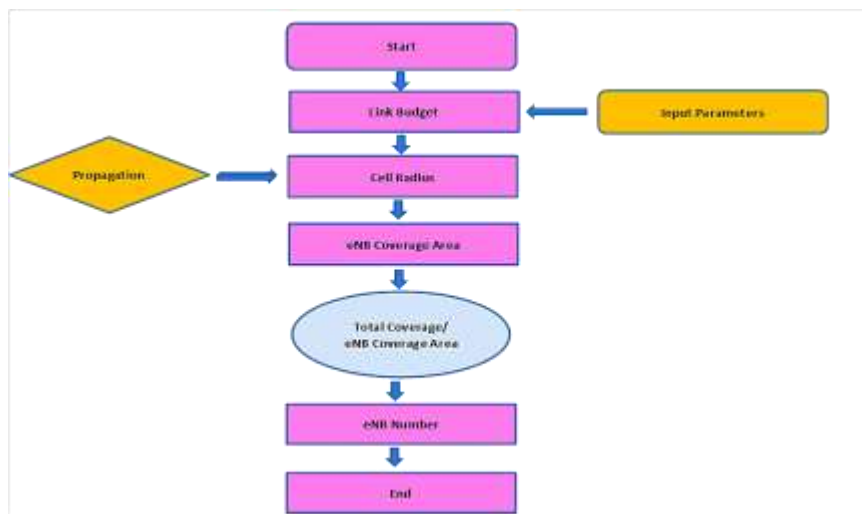 Start
Link Budget
Input Parameters
Propagation
Cell Radius
eNB Coverage Area
Total Coverage/
eNB Coverage Area
eNB Number
End